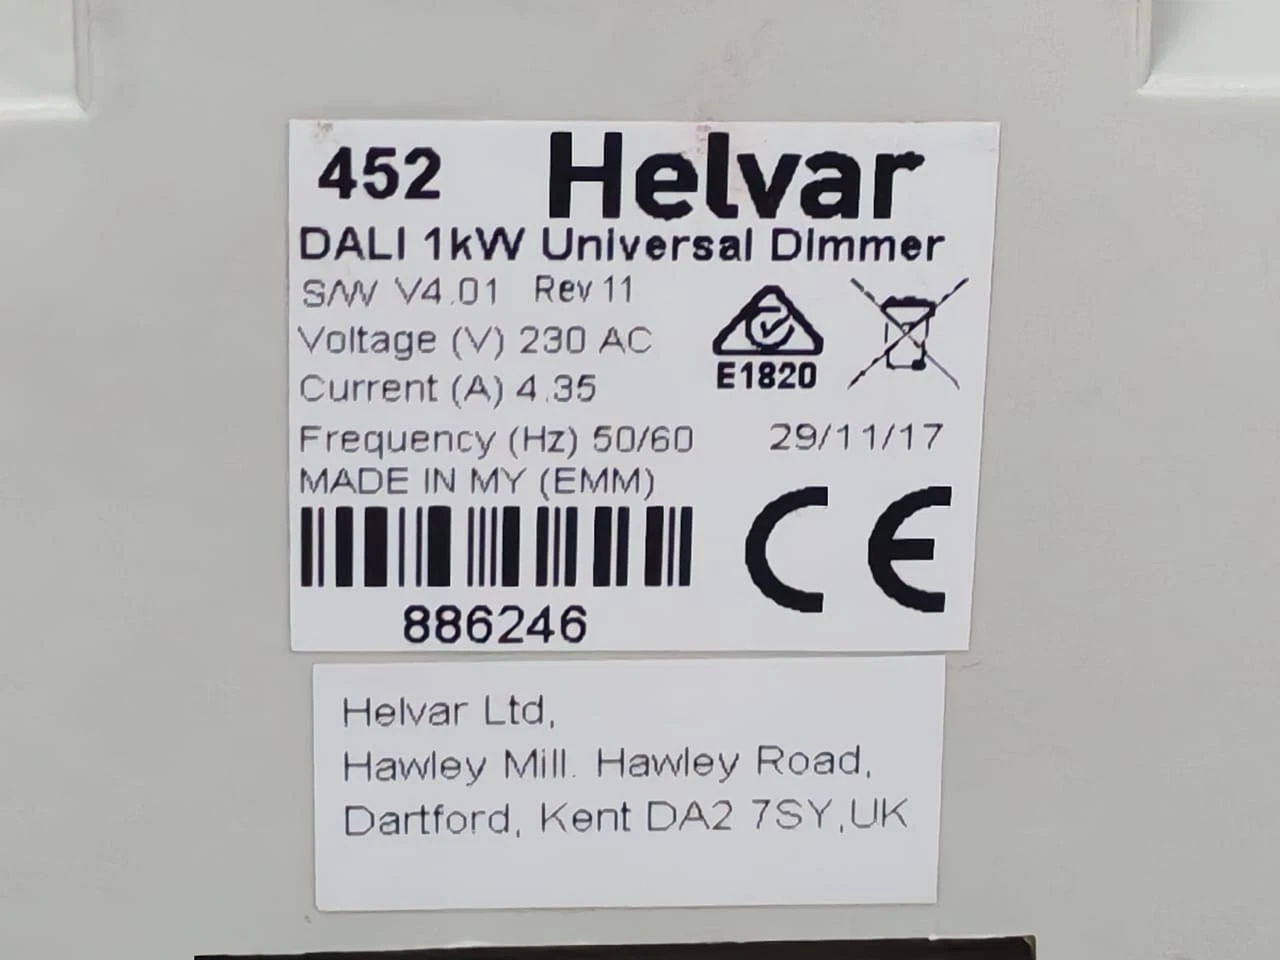 452 Helvar
DALI 1kW Universal Dimmer
S/W V4.01 Rev 11
Voltage (V) 230 AC
Current (A) 4.35
E1820
Frequency (Hz) 50/60 29/11/17
MADE IN MY (EMM)
CE
886246
Helvar Ltd,
Hawley Mill. Hawley Road,
Dartford, Kent DA2 7SY,UK